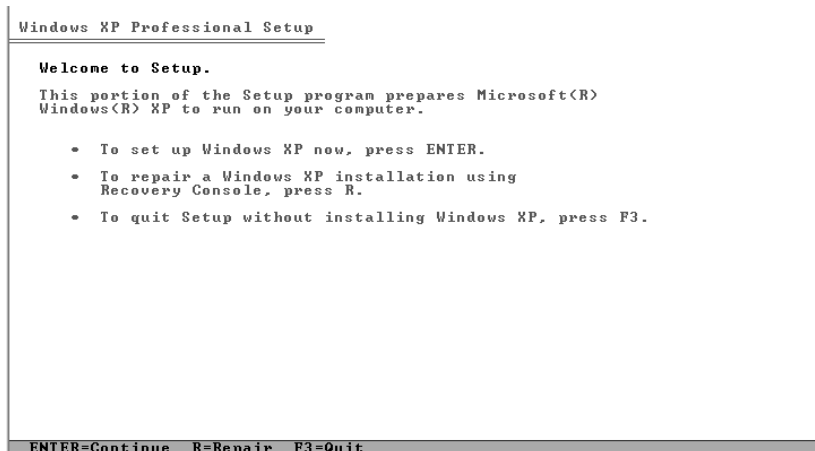 Windows XP Professional Setup
Welcome to Setup.
This portion of the Setup program prepares Microsoft(R)
Windows(R) XP to run on your computer.
• To set up Windows XP now, press ENTER.
• To repair a Windows XP installation using
Recovery Console, press R.
• To quit Setup without installing Windows XP, press F3.
ENTER=Continue R=Repair F3=Quit